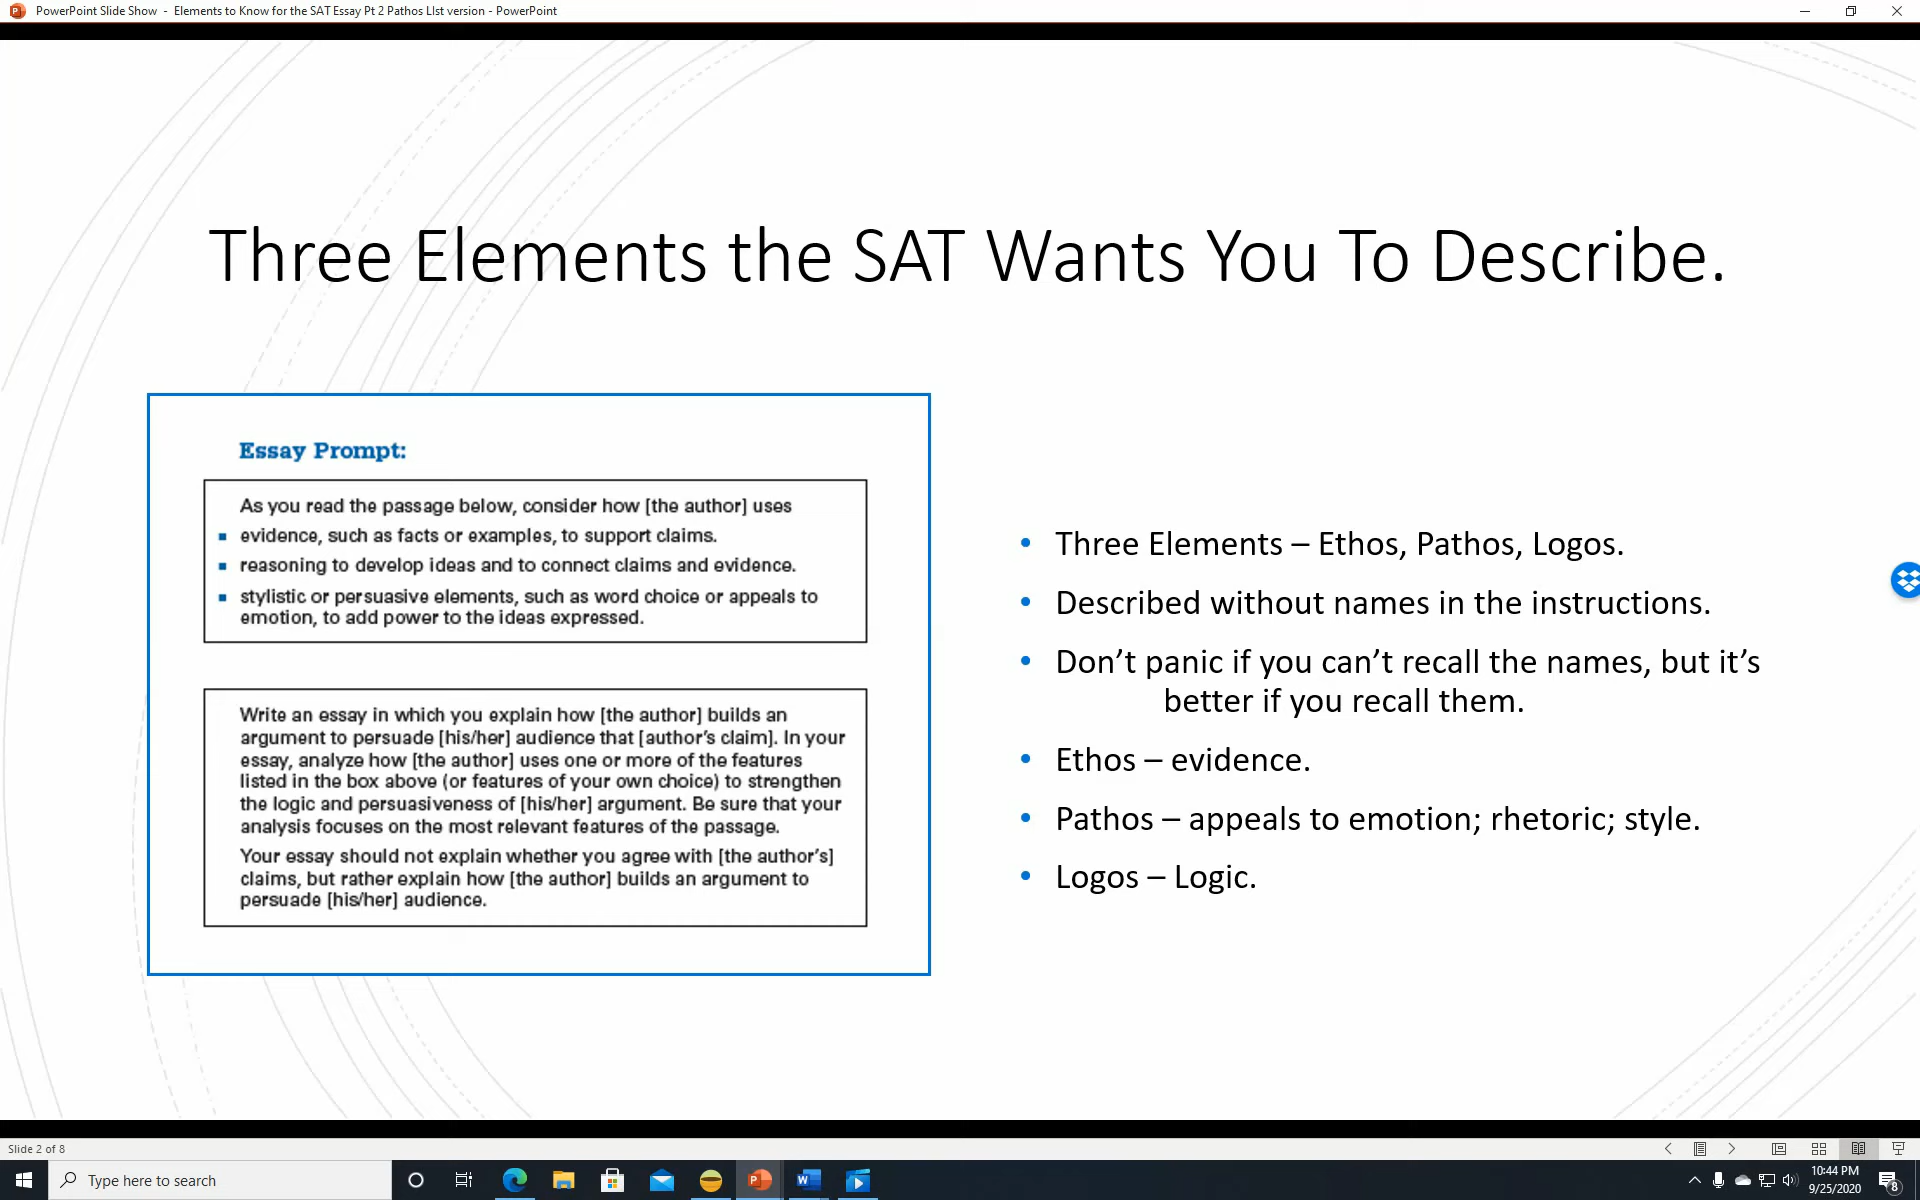 PowerPoint Slide Show - Elements to Know for the SAT Essay Pt 2 Pathos LIst version - PowerPoint
Three Elements the SAT Wants You To Describe.
Essay Prompt:
As you read the passage below, consider how [the author] uses
▪ evidence, such as facts or examples, to support claims.
▪ reasoning to develop ideas and to connect claims and evidence.
▪ stylistic or persuasive elements, such as word choice or appeals to
emotion, to add power to the ideas expressed.
Write an essay in which you explain how [the author] builds an
argument to persuade [his/her] audience that [author's claim]. In your
essay, analyze how [the author] uses one or more of the features
listed in the box above (or features of your own choice) to strengthen
the logic and persuasiveness of [his/her] argument. Be sure that your
analysis focuses on the most relevant features of the passage.
Your essay should not explain whether you agree with [the author's]
claims, but rather explain how [the author] builds an argument to
persuade [his/her] audience.
• Three Elements – Ethos, Pathos, Logos.
• Described without names in the instructions.
• Don’t panic if you can’t recall the names, but it’s
better if you recall them.
• Ethos – evidence.
• Pathos – appeals to emotion; rhetoric; style.
• Logos – Logic.
Slide 2 of 8
Type here to search
10:44 PM
9/25/2020
8